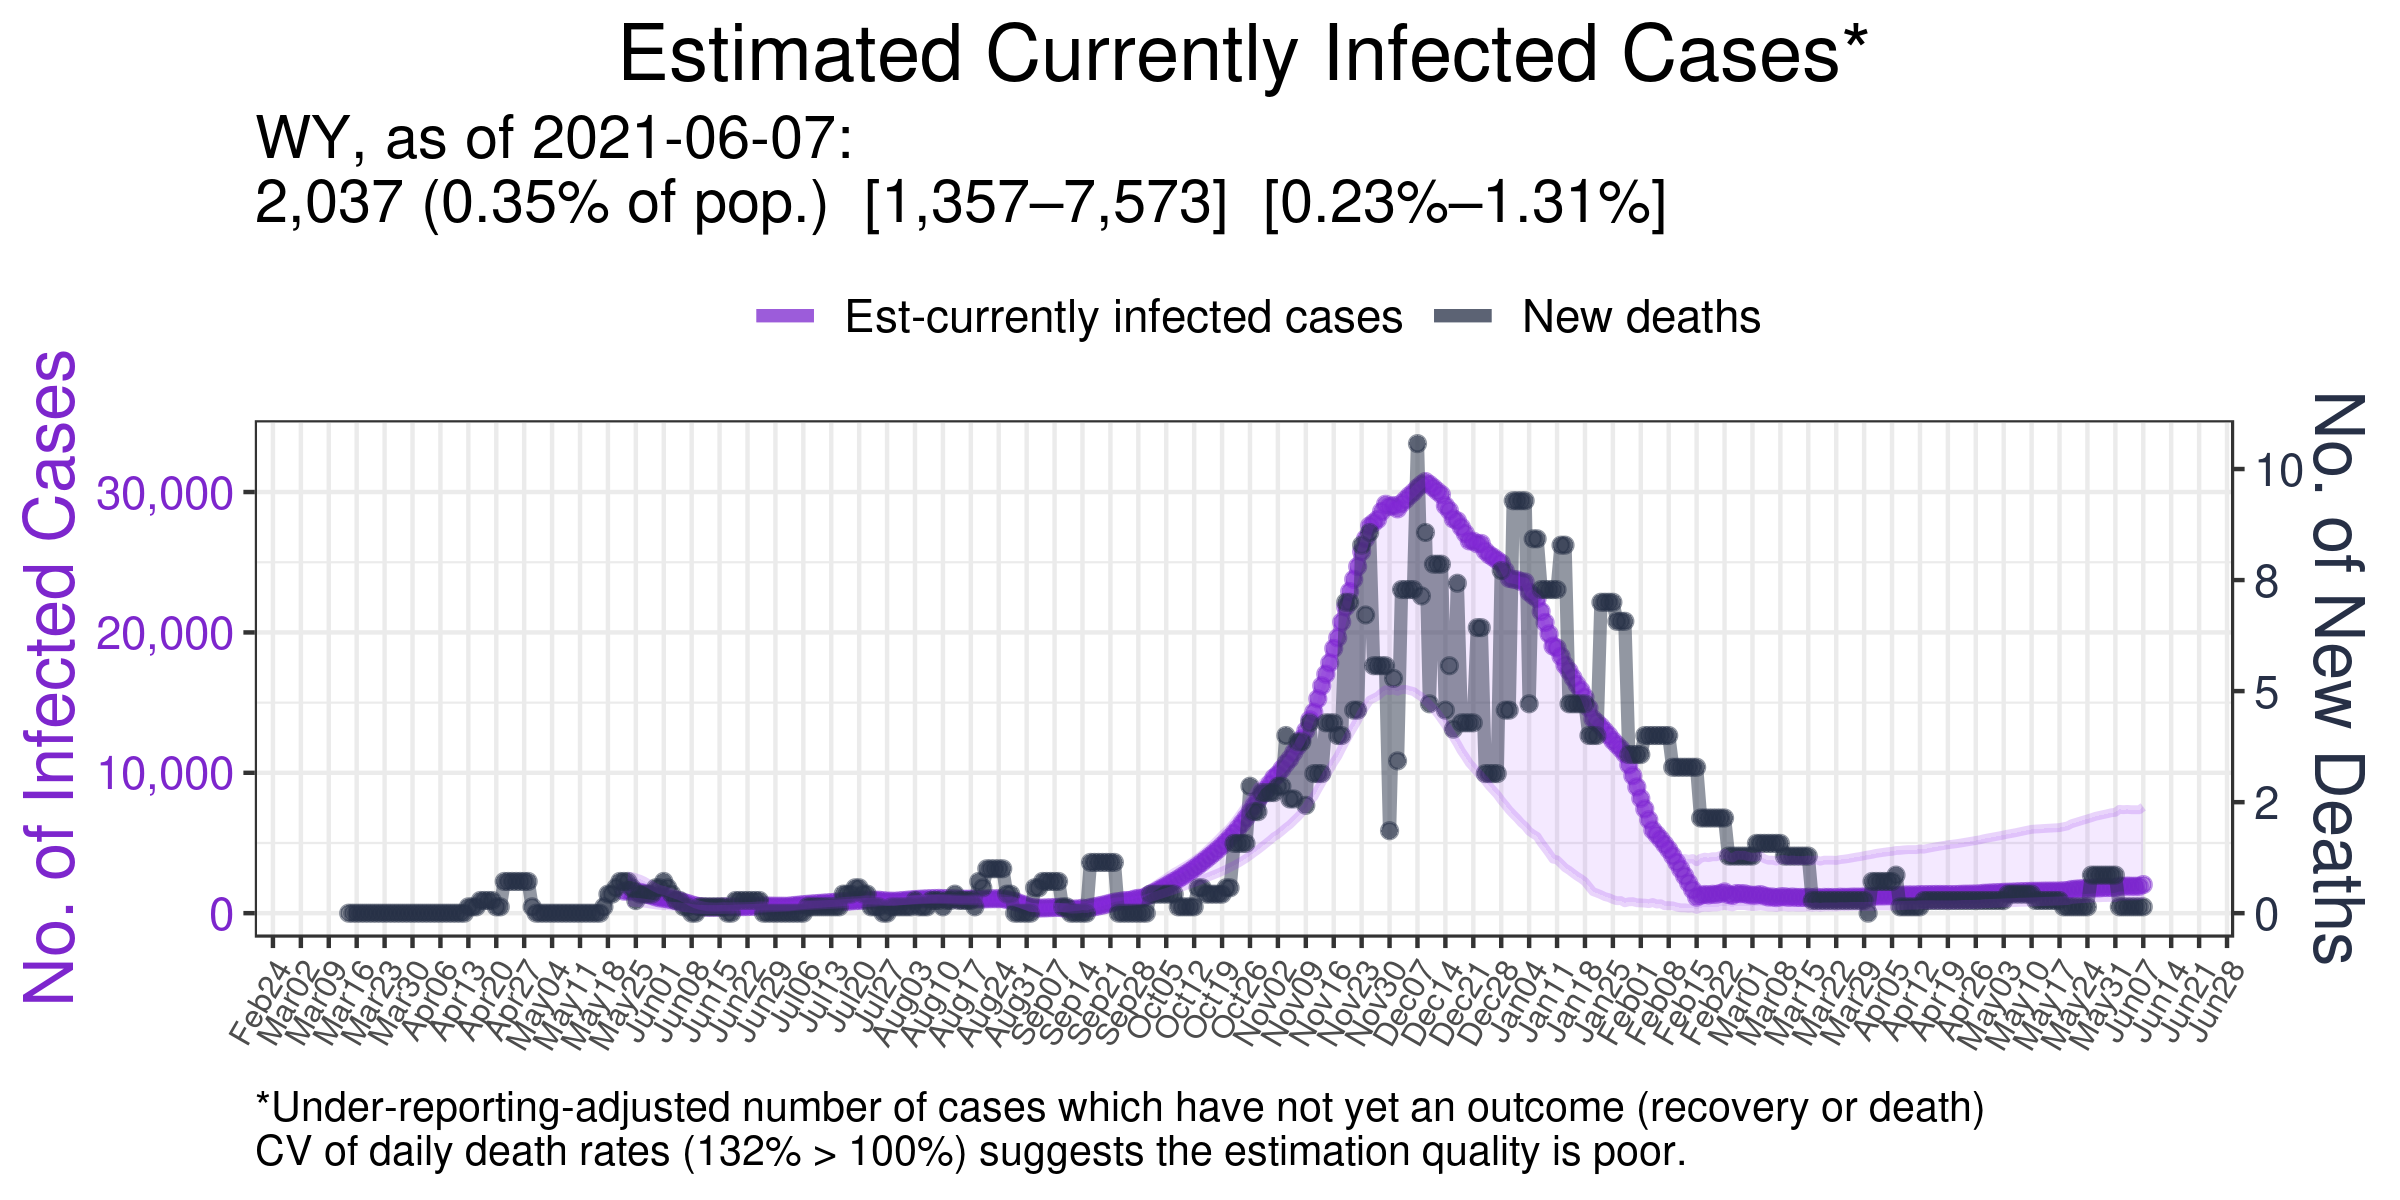 Estimated Currently Infected Cases*
WY, as of 2021-06-07:
2,037 (0.35% of pop.)  [1,357–7,573]  [0.23%–1.31%]
Est-currently infected cases
New deaths
No. of Infected Cases
30,000
20,000
10,000
0
No. of New Deaths
10
8
5
2
0
Feb24
Mar02
Mar09
Mar16
Mar23
Mar30
Apr06
Apr13
Apr20
Apr27
May04
May11
May18
May25
Jun01
Jun08
Jun15
Jun22
Jun29
Jul06
Jul13
Jul20
Jul27
Aug03
Aug10
Aug17
Aug24
Aug31
Sep07
Sep14
Sep21
Sep28
Oct05
Oct12
Oct19
Oct26
Nov02
Nov09
Nov16
Nov23
Nov30
Dec07
Dec14
Dec21
Dec28
Jan04
Jan11
Jan18
Jan25
Feb01
Feb08
Feb15
Feb22
Mar01
Mar08
Mar15
Mar22
Mar29
Apr05
Apr12
Apr19
Apr26
May03
May10
May17
May24
May31
Jun07
Jun14
Jun21
Jun28
*Under-reporting-adjusted number of cases which have not yet an outcome (recovery or death)
CV of daily death rates (132% > 100%) suggests the estimation quality is poor.